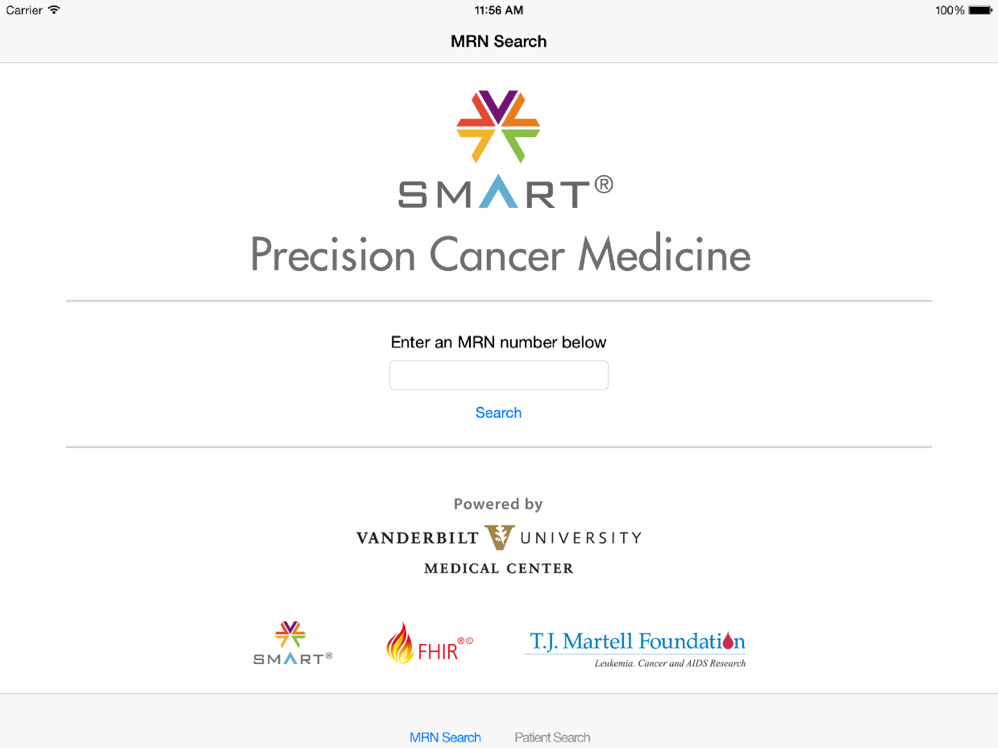 Carrier 11:56 AM 100%
MRN Search
SMART®
Precision Cancer Medicine
Enter an MRN number below
Search
Powered by
VANDERBILT V UNIVERSITY
MEDICAL CENTER
SMART® FHIR®© T.J. Martell Foundation
Leukemia, Cancer and AIDS Research
MRN Search Patient Search